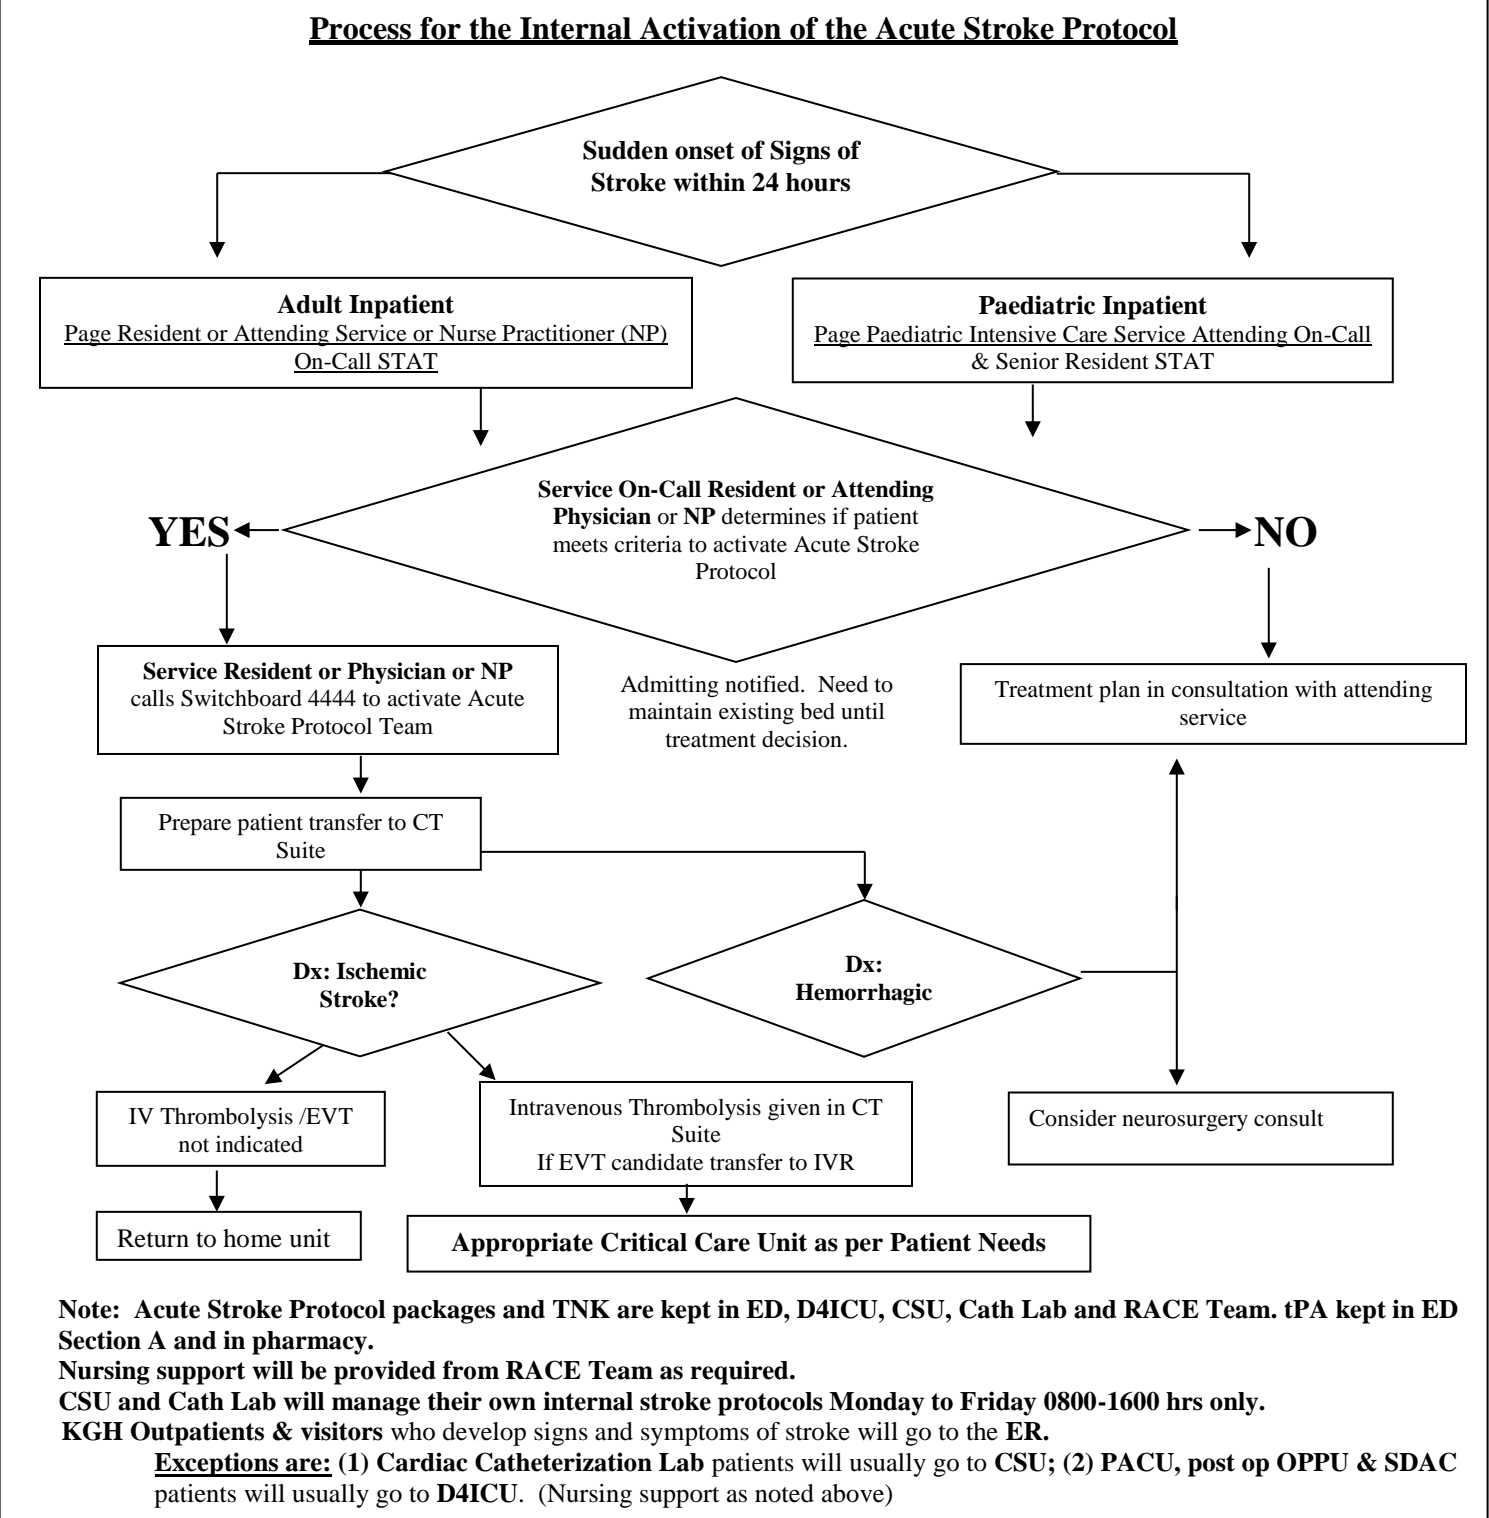 Process for the Internal Activation of the Acute Stroke Protocol
Sudden onset of Signs of
Stroke within 24 hours
Adult Inpatient
Page Resident or Attending Service or Nurse Practitioner (NP)
On-Call STAT
Paediatric Inpatient
Page Paediatric Intensive Care Service Attending On-Call
& Senior Resident STAT
Service On-Call Resident or Attending
Physician or NP determines if patient
meets criteria to activate Acute Stroke
Protocol
YES
NO
Service Resident or Physician or NP
calls Switchboard 4444 to activate Acute
Stroke Protocol Team
Admitting notified.  Need to
maintain existing bed until
treatment decision.
Treatment plan in consultation with attending
service
Prepare patient transfer to CT
Suite
Dx: Ischemic
Stroke?
Dx:
Hemorrhagic
IV Thrombolysis /EVT
not indicated
Intravenous Thrombolysis given in CT
Suite
If EVT candidate transfer to IVR
Consider neurosurgery consult
Return to home unit
Appropriate Critical Care Unit as per Patient Needs
Note:  Acute Stroke Protocol packages and TNK are kept in ED, D4ICU, CSU, Cath Lab and RACE Team. tPA kept in ED
Section A and in pharmacy.
Nursing support will be provided from RACE Team as required.
CSU and Cath Lab will manage their own internal stroke protocols Monday to Friday 0800-1600 hrs only.
KGH Outpatients & visitors who develop signs and symptoms of stroke will go to the ER.
Exceptions are: (1) Cardiac Catheterization Lab patients will usually go to CSU; (2) PACU, post op OPPU & SDAC
patients will usually go to D4ICU.  (Nursing support as noted above)